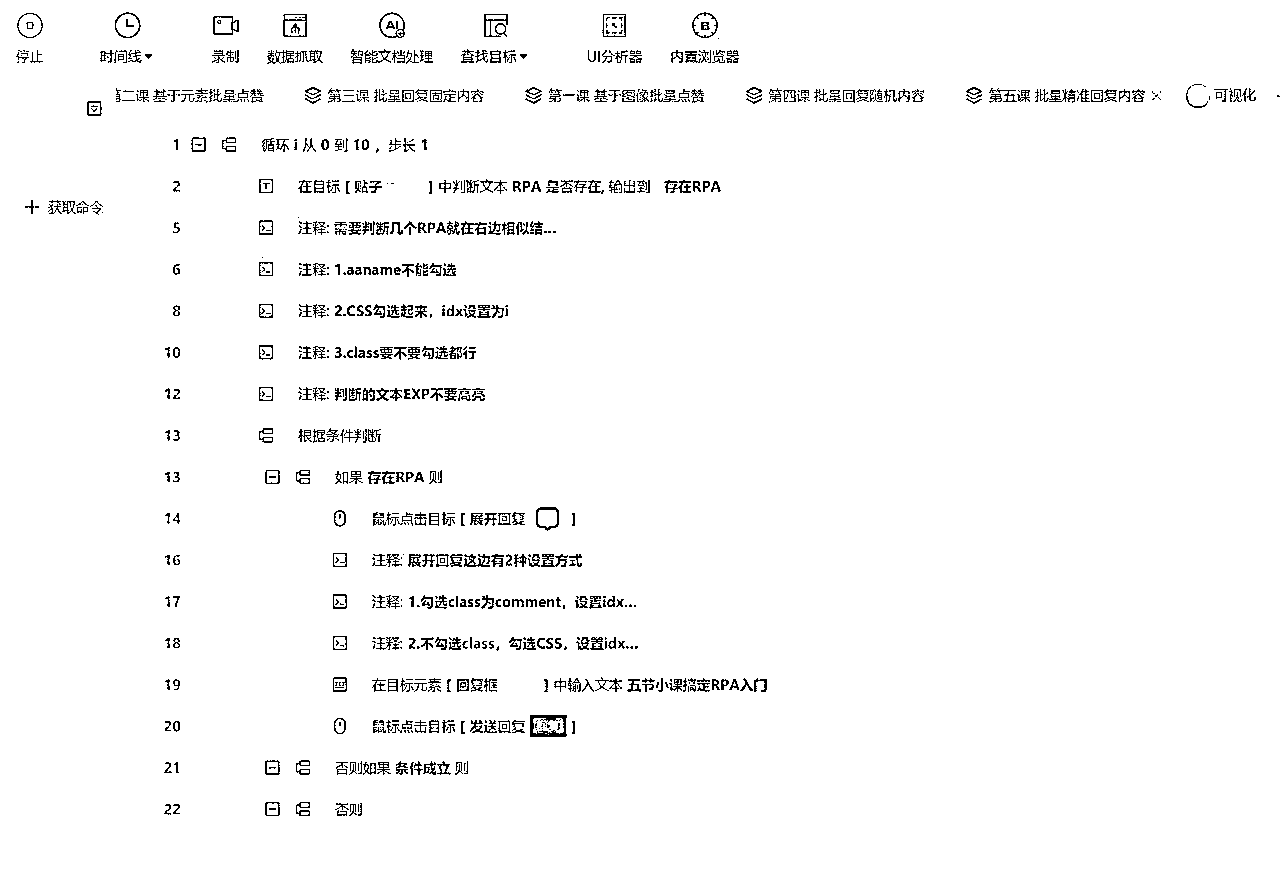 停止 时间线 录制 数据抓取 智能文档处理 查找目标 UI分析器 内置浏览器
第二课 基于元素批量点赞 第三课 批量回复固定内容 第一课 基于图像批量点赞 第四课 批量回复随机内容 第五课 批量精准回复内容 × 可视化
获取命令
1 循环 i 从 0 到 10 ，步长 1
2 在目标 [ 贴子 ] 中判断文本 RPA 是否存在, 输出到 存在RPA
5 注释: 需要判断几个RPA就在右边相似结...
6 注释: 1.aaname不能勾选
8 注释: 2.CSS勾选起来，idx设置为i
10 注释: 3.class要不要勾选都行
12 注释: 判断的文本EXP不要高亮
13 根据条件判断
13 如果 存在RPA 则
14 鼠标点击目标 [ 展开回复 ]
16 注释: 展开回复这边有2种设置方式
17 注释: 1.勾选class为comment，设置idx...
18 注释: 2.不勾选class，勾选CSS，设置idx...
19 在目标元素 [ 回复框 ] 中输入文本 五节小课搞定RPA入门
20 鼠标点击目标 [ 发送回复 ]
21 否则如果 条件成立 则
22 否则